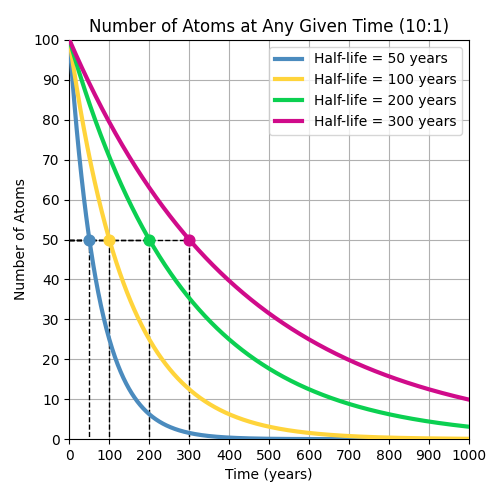 Number of Atoms at Any Given Time (10:1)
Half-life = 50 years
Half-life = 100 years
Half-life = 200 years
Half-life = 300 years
Number of Atoms
100
90
80
70
60
50
40
30
20
10
0
0 100 200 300 400 500 600 700 800 900 1000
Time (years)